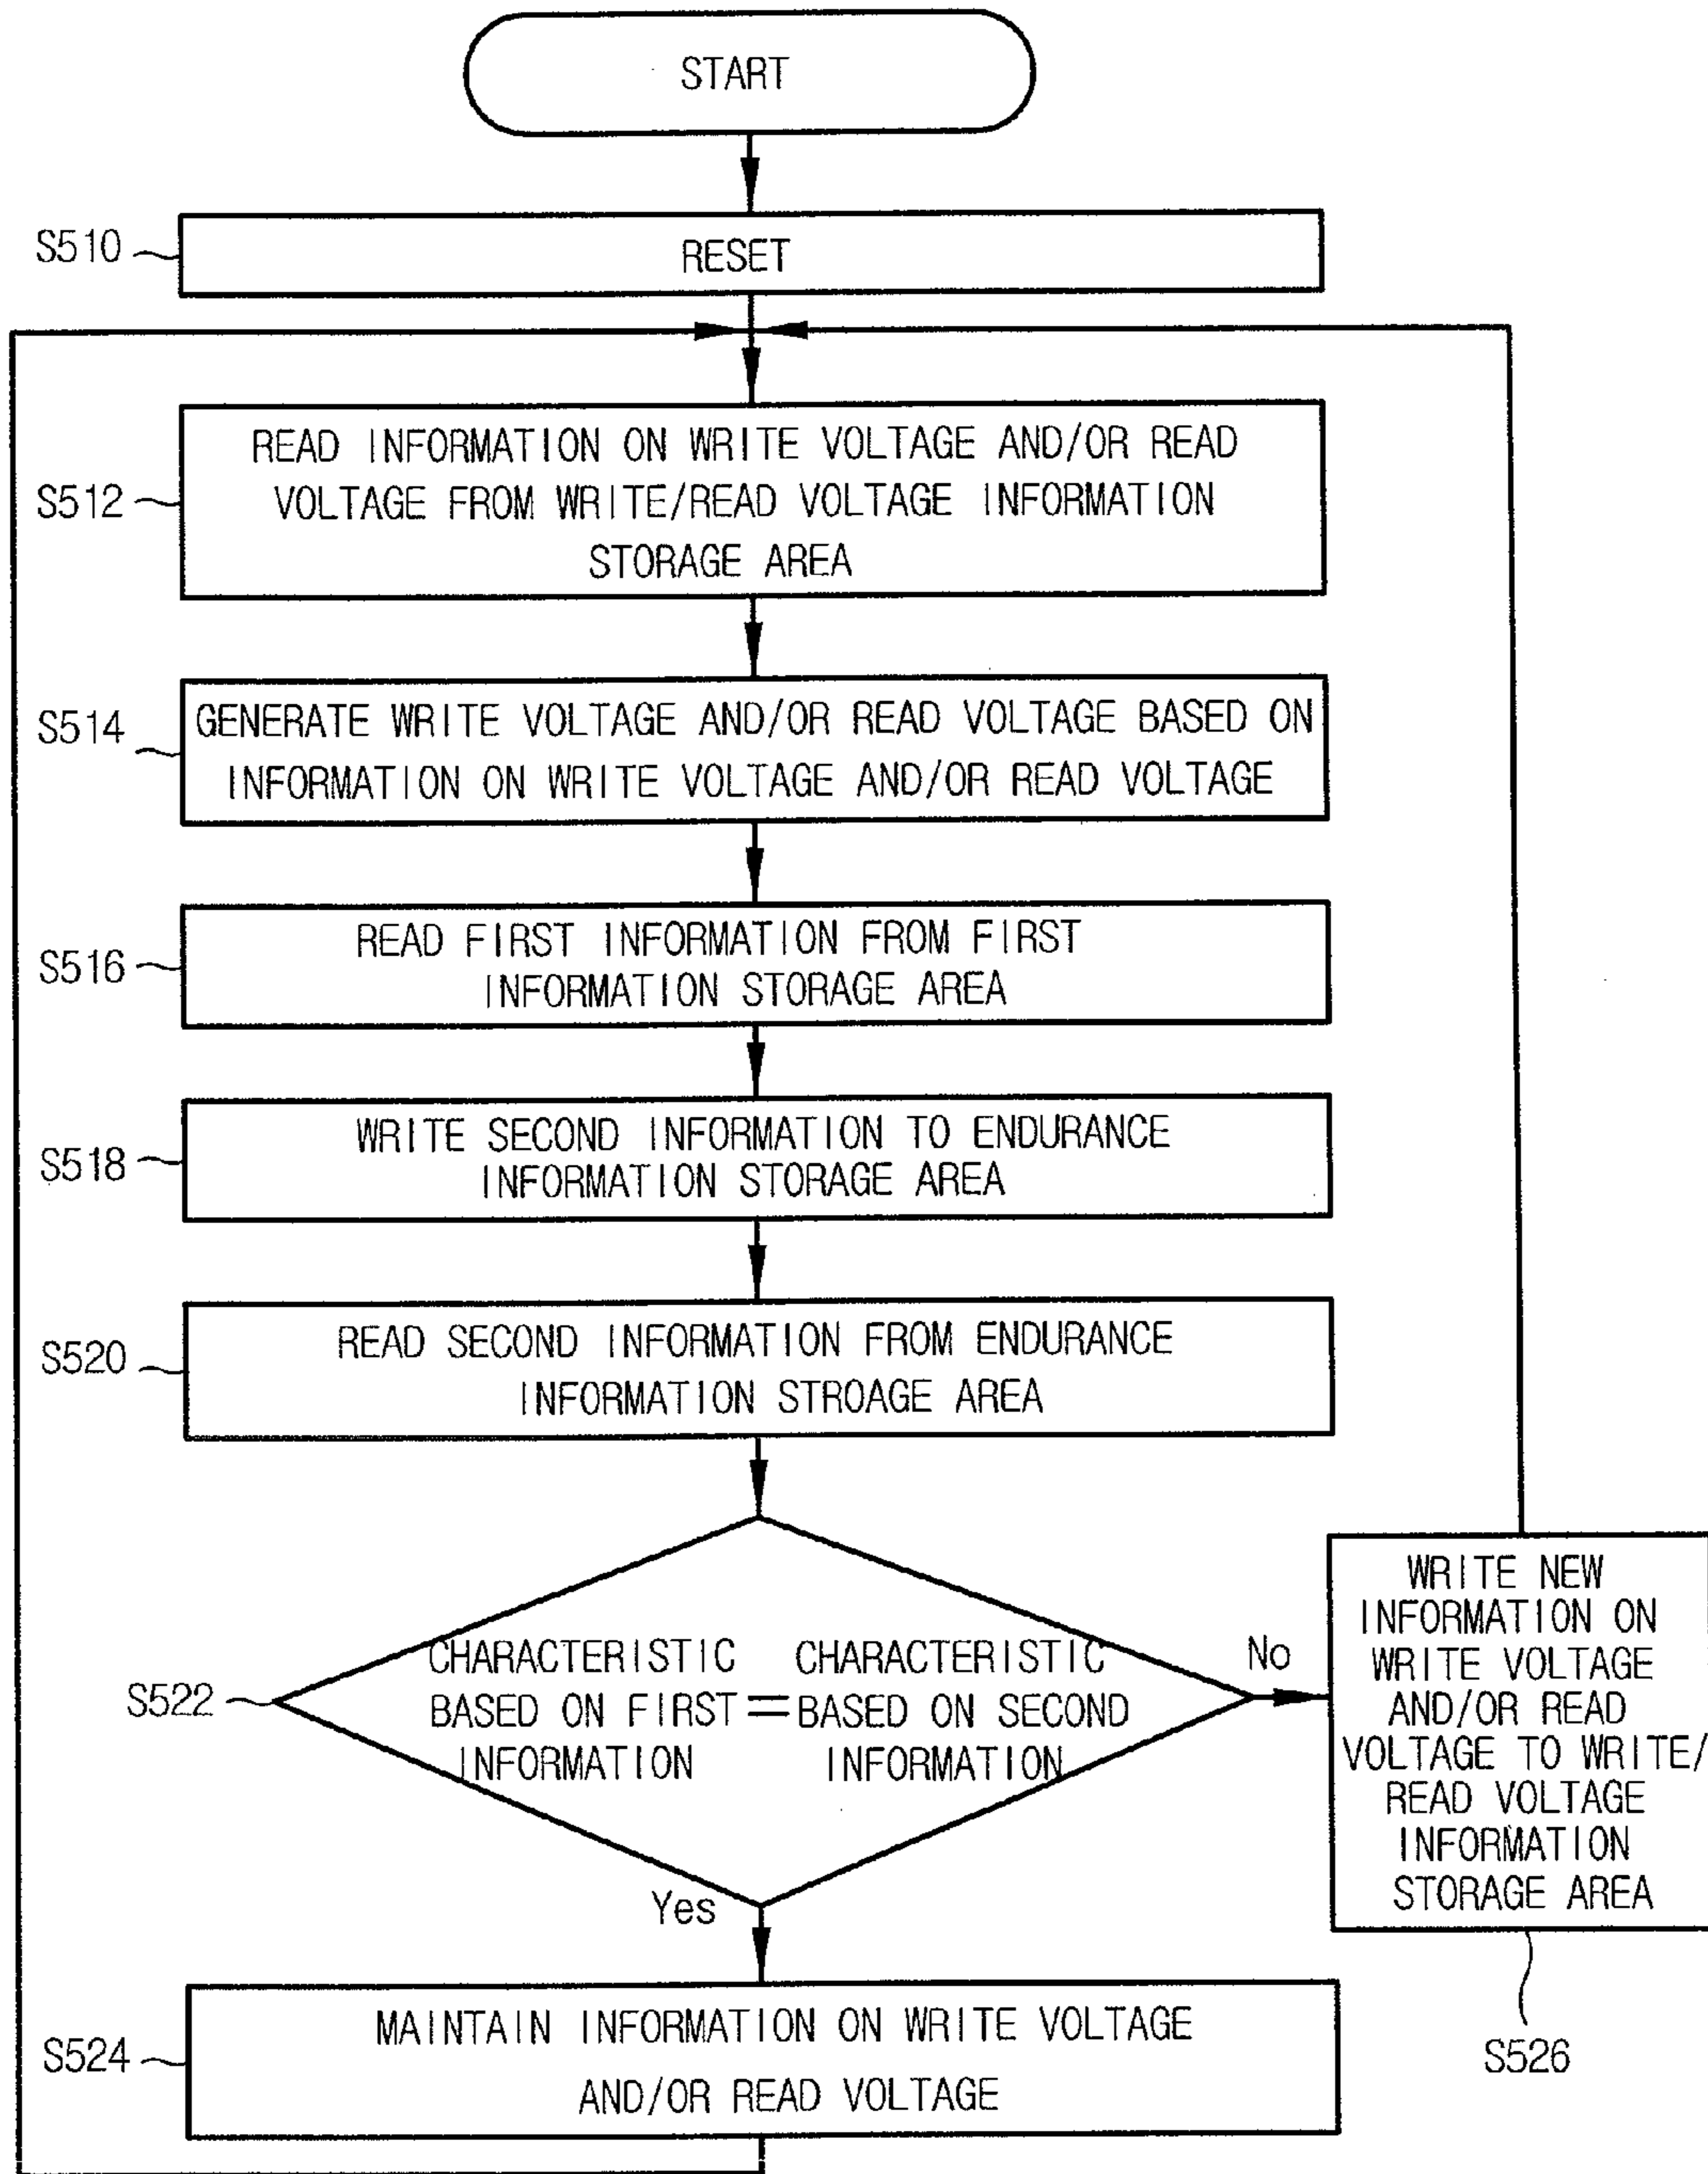 START
S510
RESET
S512
READ INFORMATION ON WRITE VOLTAGE AND/OR READ
VOLTAGE FROM WRITE/READ VOLTAGE INFORMATION
STORAGE AREA
S514
GENERATE WRITE VOLTAGE AND/OR READ VOLTAGE BASED ON
INFORMATION ON WRITE VOLTAGE AND/OR READ VOLTAGE
S516
READ FIRST INFORMATION FROM FIRST
INFORMATION STORAGE AREA
S518
WRITE SECOND INFORMATION TO ENDURANCE
INFORMATION STORAGE AREA
S520
READ SECOND INFORMATION FROM ENDURANCE
INFORMATION STROAGE AREA
S522
CHARACTERISTIC
BASED ON FIRST
INFORMATION
=
CHARACTERISTIC
BASED ON SECOND
INFORMATION
No
WRITE NEW
INFORMATION ON
WRITE VOLTAGE
AND/OR READ
VOLTAGE TO WRITE/
READ VOLTAGE
INFORMATION
STORAGE AREA
S526
Yes
S524
MAINTAIN INFORMATION ON WRITE VOLTAGE
AND/OR READ VOLTAGE